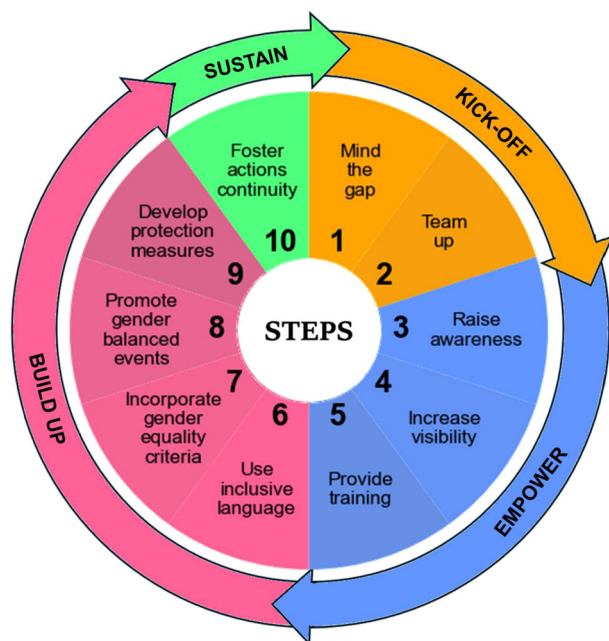 SUSTAIN
KICK-OFF
EMPOWER
BUILD UP
STEPS
Mind
the
gap
1
Team
up
2
3
Raise
awareness
4
Increase
visibility
5
Provide
training
6
Use
inclusive
language
7
Incorporate
gender
equality
criteria
8
Promote
gender
balanced
events
Develop
protection
measures
9
Foster
actions
continuity
10